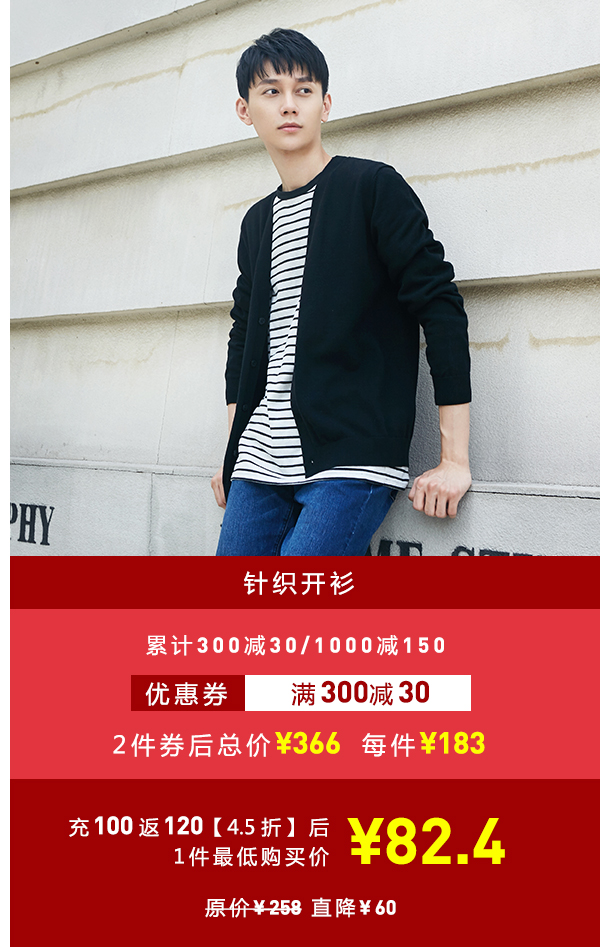 PHY
针织开衫
累计300减30/1000减150
优惠券 满300减30
2件券后总价¥366 每件¥183
充100返120【4.5折】后
1件最低购买价 ¥82.4
原价¥258 直降¥60